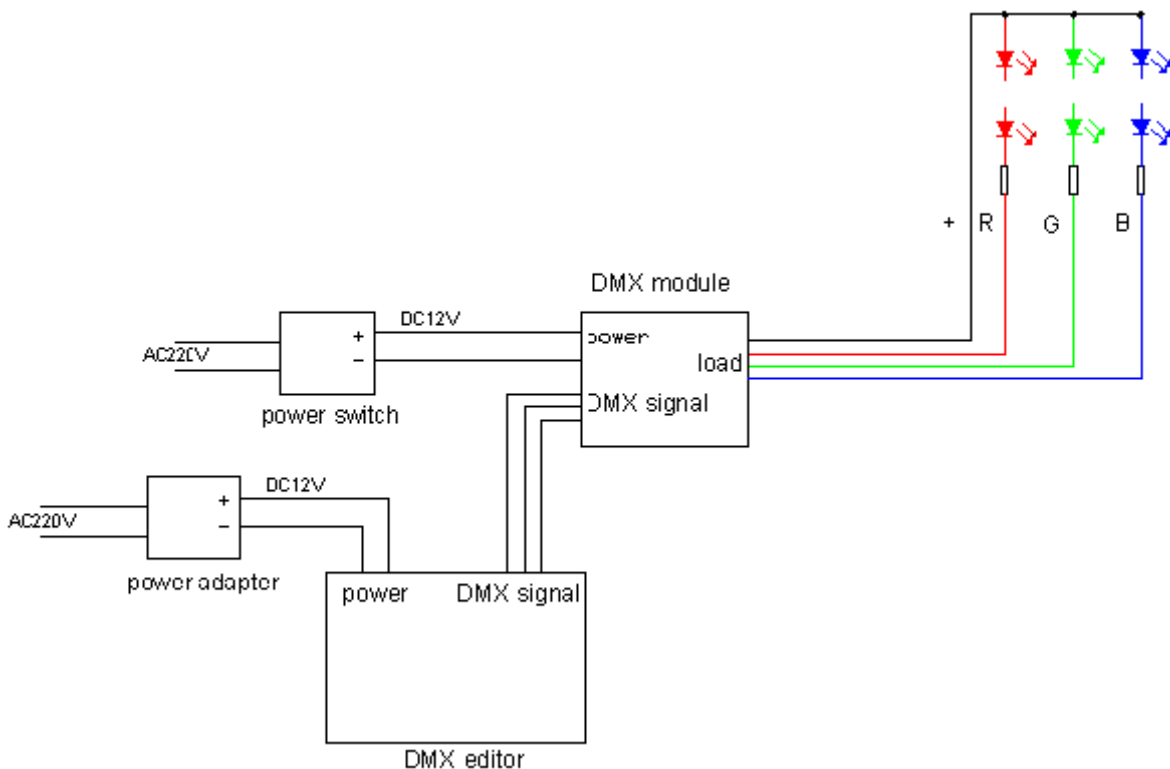 + R G B
DMX module
DC12V
power
AC220V
load
DMX signal
power switch
+
−
DC12V
AC220V
+
−
power adapter
power
DMX signal
DMX editor